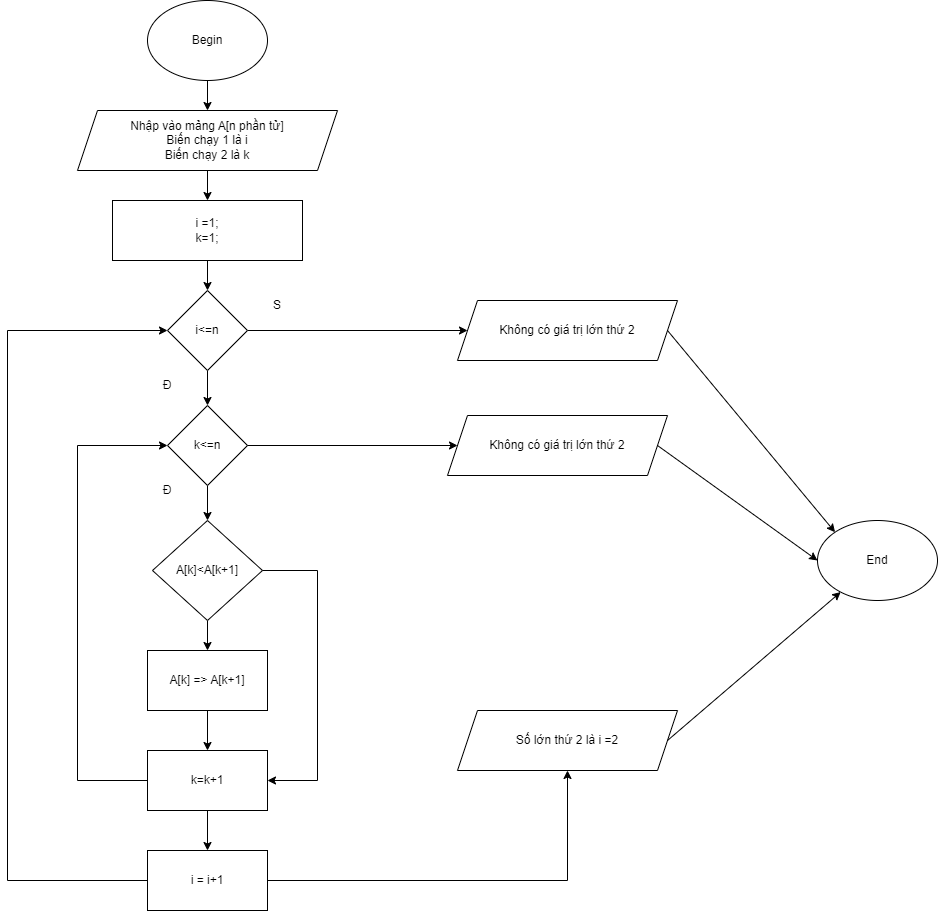 Begin
Nhập vào mảng A[n phần tử]
Biến chạy 1 là i
Biến chạy 2 là k
i =1;
k=1;
S
i<=n
Không có giá trị lớn thứ 2
Đ
k<=n
Không có giá trị lớn thứ 2
Đ
End
A[k]<A[k+1]
A[k] => A[k+1]
Số lớn thứ 2 là i =2
k=k+1
i = i+1